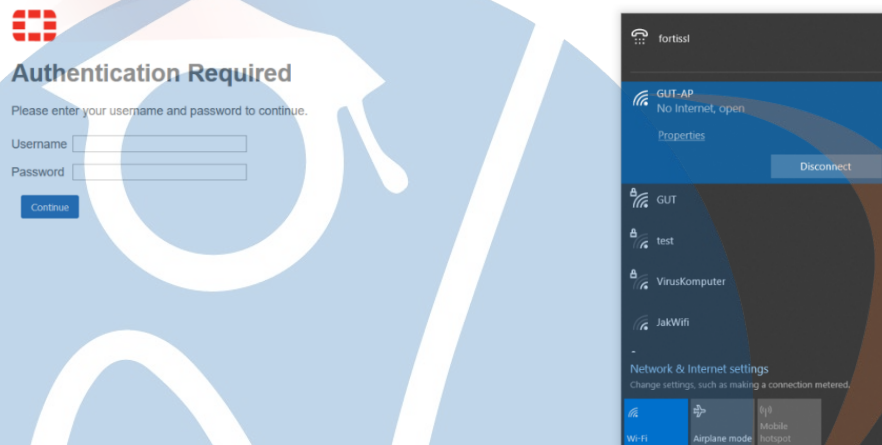 Authentication Required
Please enter your username and password to continue.
Username
Password
Continue
fortissl
GUT-AP
No Internet, open
Properties
Disconnect
GUT
test
VirusKomputer
JakWifi
Network & Internet settings
Change settings, such as making a connection metered.
Wi-Fi
Airplane mode
Mobile
hotspot